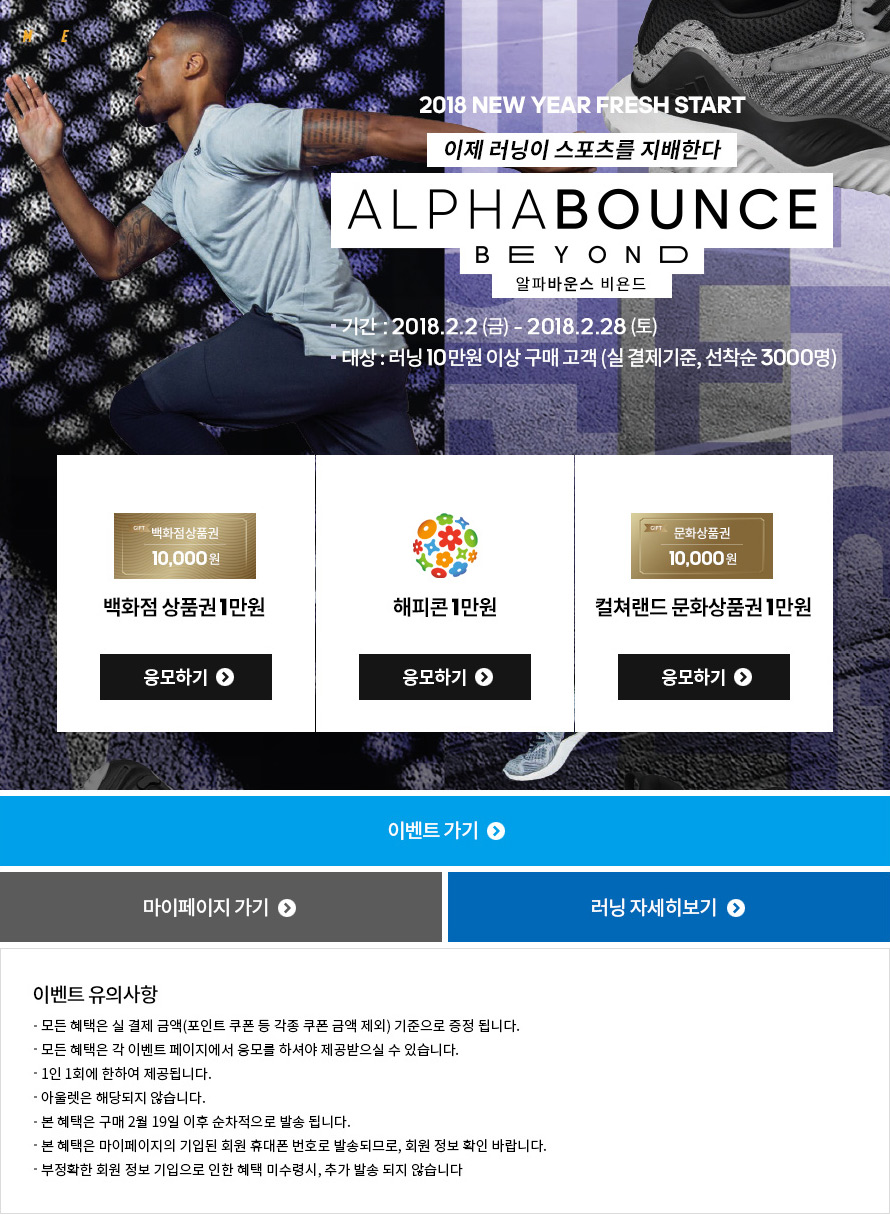 N E
2018 NEW YEAR FRESH START
이제 러닝이 스포츠를 지배한다
ALPHABOUNCE
BEYOND
알파바운스 비욘드
기간 : 2018.2.2 (금) - 2018.2.28 (토)
대상 : 러닝 10만원 이상 구매 고객 (실 결제기준, 선착순 3000명)
GIFT 백화점상품권
10,000원
백화점 상품권 1만원
응모하기
해피콘 1만원
응모하기
GIFT 문화상품권
10,000원
컬쳐랜드 문화상품권 1만원
응모하기
이벤트 가기
마이페이지 가기
러닝 자세히보기
이벤트 유의사항
- 모든 혜택은 실 결제 금액(포인트 쿠폰 등 각종 쿠폰 금액 제외) 기준으로 증정 됩니다.
- 모든 혜택은 각 이벤트 페이지에서 응모를 하셔야 제공받으실 수 있습니다.
- 1인 1회에 한하여 제공됩니다.
- 아울렛은 해당되지 않습니다.
- 본 혜택은 구매 2월 19일 이후 순차적으로 발송 됩니다.
- 본 혜택은 마이페이지의 기입된 회원 휴대폰 번호로 발송되므로, 회원 정보 확인 바랍니다.
- 부정확한 회원 정보 기입으로 인한 혜택 미수령시, 추가 발송 되지 않습니다